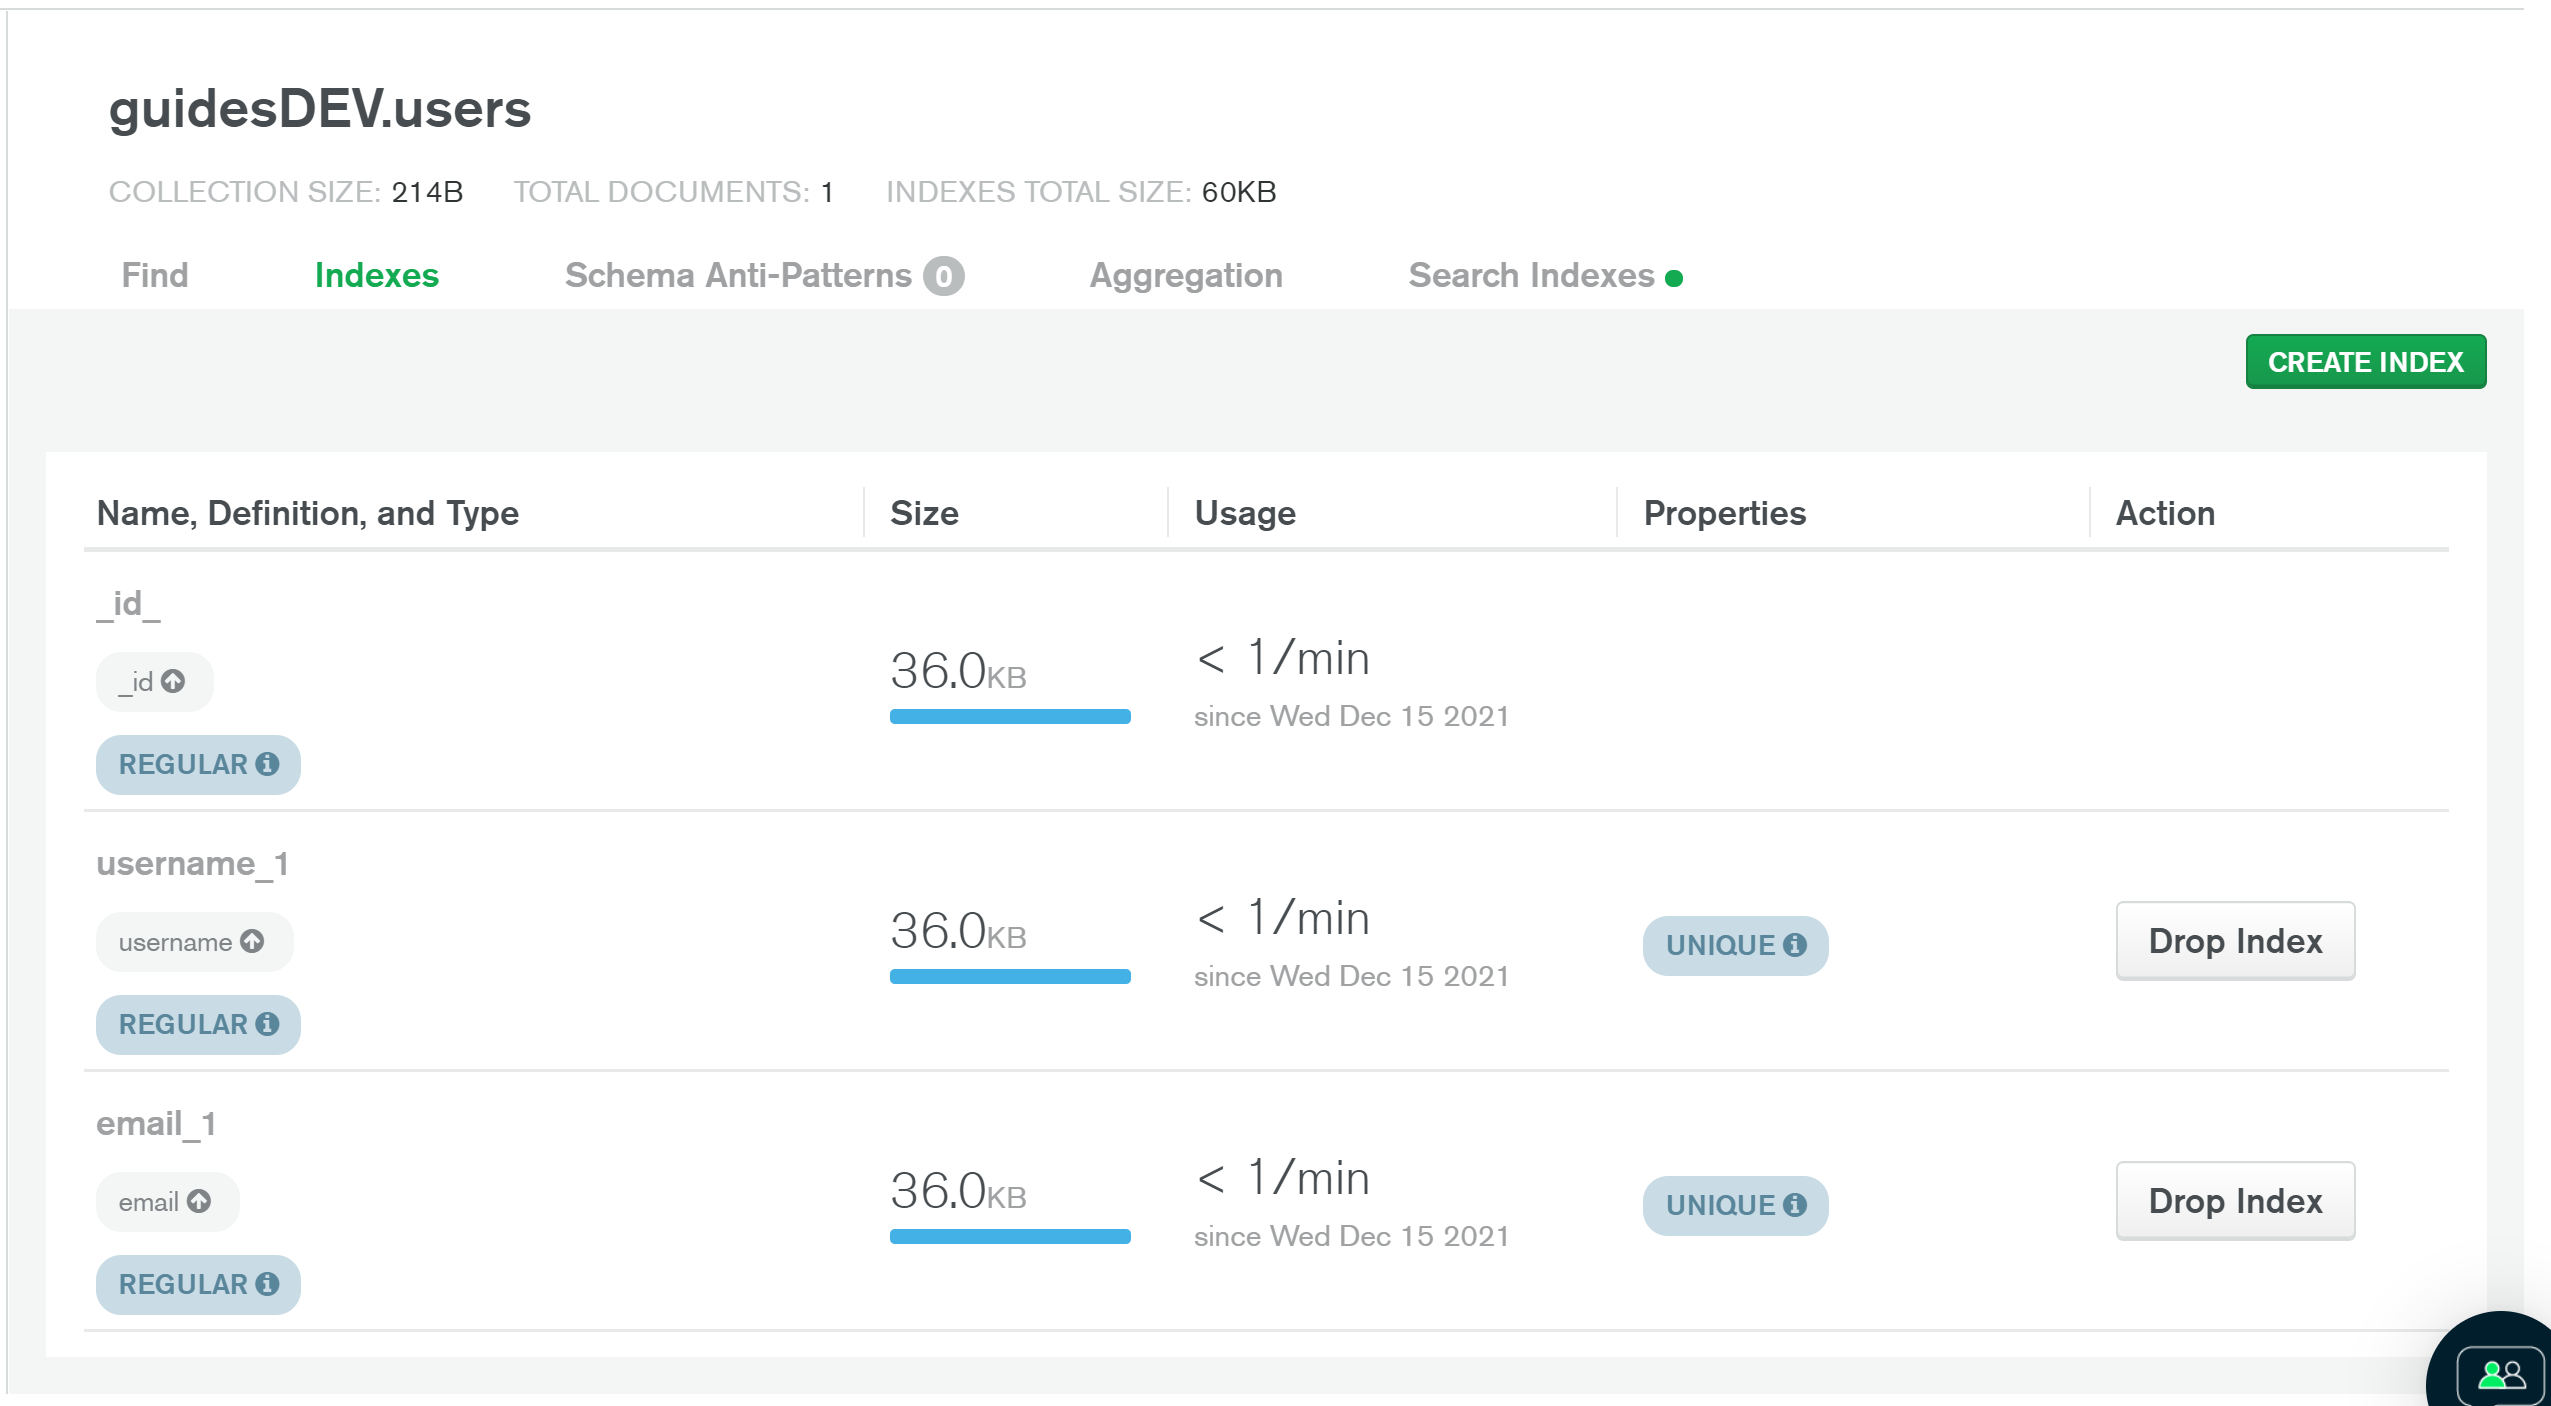 guidesDEV.users
COLLECTION SIZE: 214B TOTAL DOCUMENTS: 1 INDEXES TOTAL SIZE: 60KB
Find Indexes Schema Anti-Patterns 0 Aggregation Search Indexes
CREATE INDEX
Name, Definition, and Type Size Usage Properties Action
_id_
_id
REGULAR
36.0KB
< 1/min
since Wed Dec 15 2021
username_1
username
REGULAR
36.0KB
< 1/min
since Wed Dec 15 2021
UNIQUE
Drop Index
email_1
email
REGULAR
36.0KB
< 1/min
since Wed Dec 15 2021
UNIQUE
Drop Index